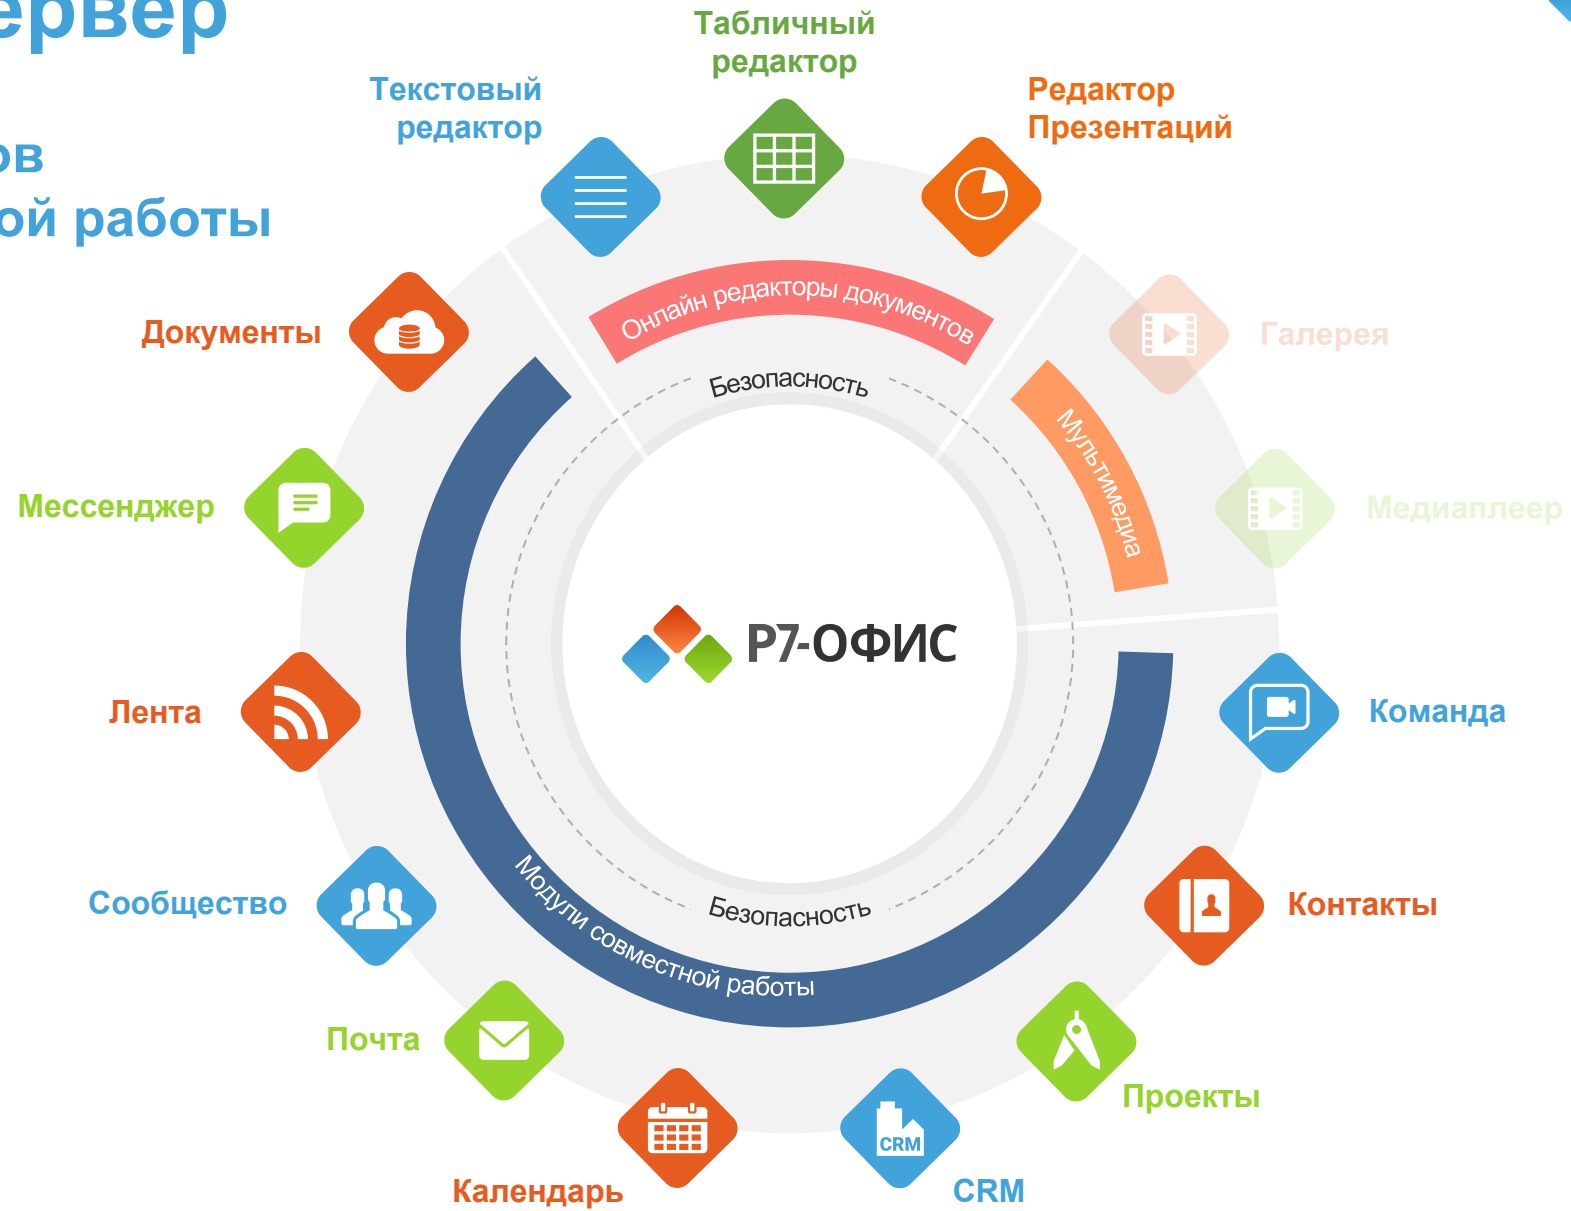 ервер
ов
ой работы
Табличный
редактор
Текстовый
редактор
Редактор
Презентаций
Онлайн редакторы документов
Документы
Галерея
Безопасность
Мультимедиа
Мессенджер
Медиаплеер
Р7-ОФИС
Лента
Команда
Сообщество
Безопасность
Контакты
Модули совместной работы
Почта
Проекты
CRM
Календарь
CRM